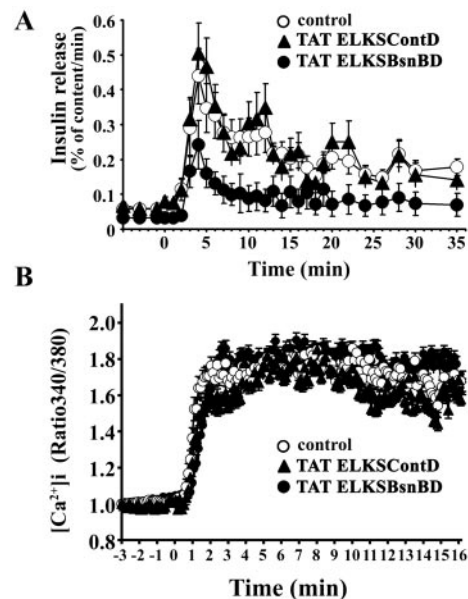 A
control
TAT ELKSContD
TAT ELKSBsnBD
Insulin release
(% of content/min)
0.6
0.5
0.4
0.3
0.2
0.1
0
0 5 10 15 20 25 30 35
Time (min)
B
[Ca²⁺]i (Ratio340/380)
2.0
1.8
1.6
1.4
1.2
1.0
0.8
control
TAT ELKSContD
TAT ELKSBsnBD
-3 -2 -1 0 1 2 3 4 5 6 7 8 9 10 11 12 13 14 15 16
Time (min)